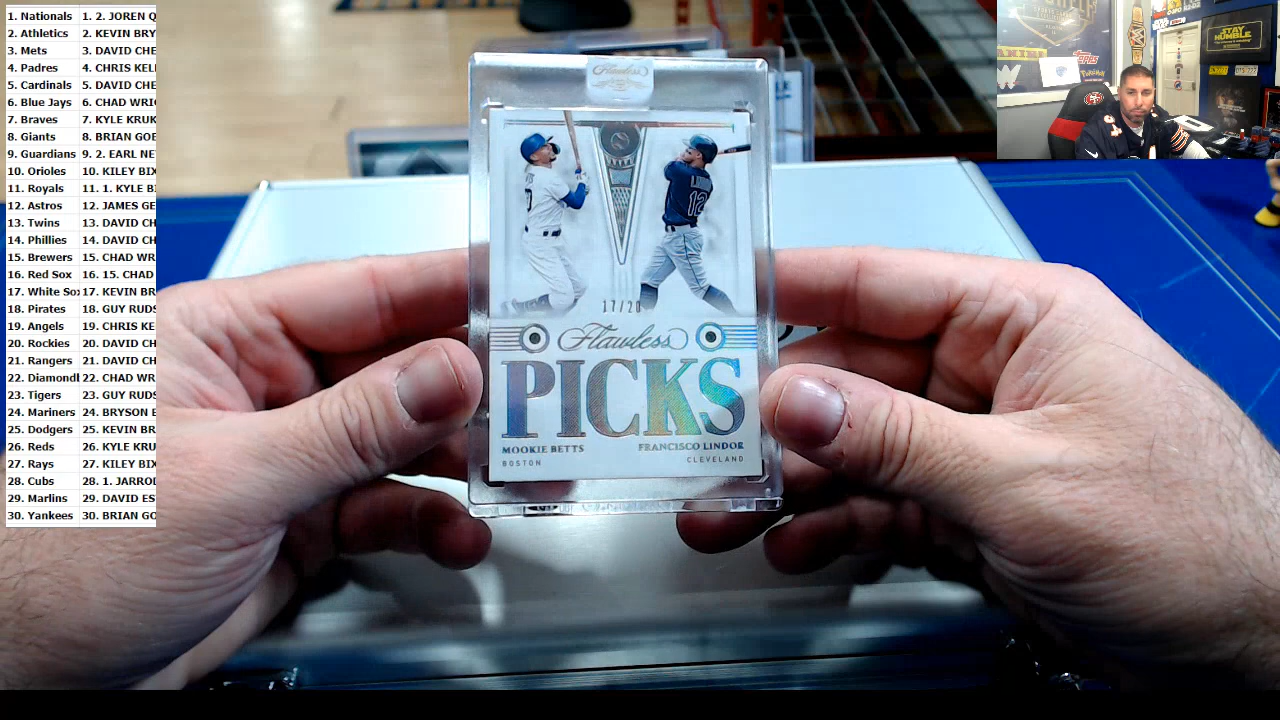 1. Nationals 1. 2. JOREN Q
2. Athletics 2. KEVIN BRY
3. Mets 3. DAVID CHE
4. Padres 4. CHRIS KEL
5. Cardinals 5. DAVID CHE
6. Blue Jays 6. CHAD WRI
7. Braves 7. KYLE KRUK
8. Giants 8. BRIAN GOE
9. Guardians 9. 2. EARL NE
10. Orioles 10. KILEY BIX
11. Royals 11. 1. KYLE B
12. Astros 12. JAMES GE
13. Twins 13. DAVID CH
14. Phillies 14. DAVID CH
15. Brewers 15. CHAD WR
16. Red Sox 16. 15. CHAD
17. White Sox 17. KEVIN BR
18. Pirates 18. GUY RUDS
19. Angels 19. CHRIS KE
20. Rockies 20. DAVID CH
21. Rangers 21. DAVID CH
22. Diamond 22. CHAD WR
23. Tigers 23. GUY RUDS
24. Mariners 24. BRYSON E
25. Dodgers 25. KEVIN BR
26. Reds 26. KYLE KRU
27. Rays 27. KILEY BIX
28. Cubs 28. 1. JARROD
29. Marlins 29. DAVID ES
30. Yankees 30. BRIAN GO
Flawless
12
17/20
Flawless
PICKS
MOOKIE BETTS FRANCISCO LINDOR
BOSTON CLEVELAND
STAY
HUMBLE
PANINI
topps
Pokémon